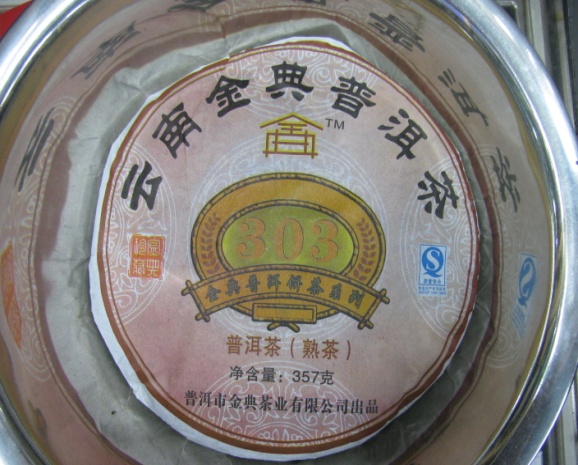 云南金典普洱茶
TM
303
金典普洱饼茶系列
普洱茶（熟茶）
净含量：357克
普洱市金典茶业有限公司出品